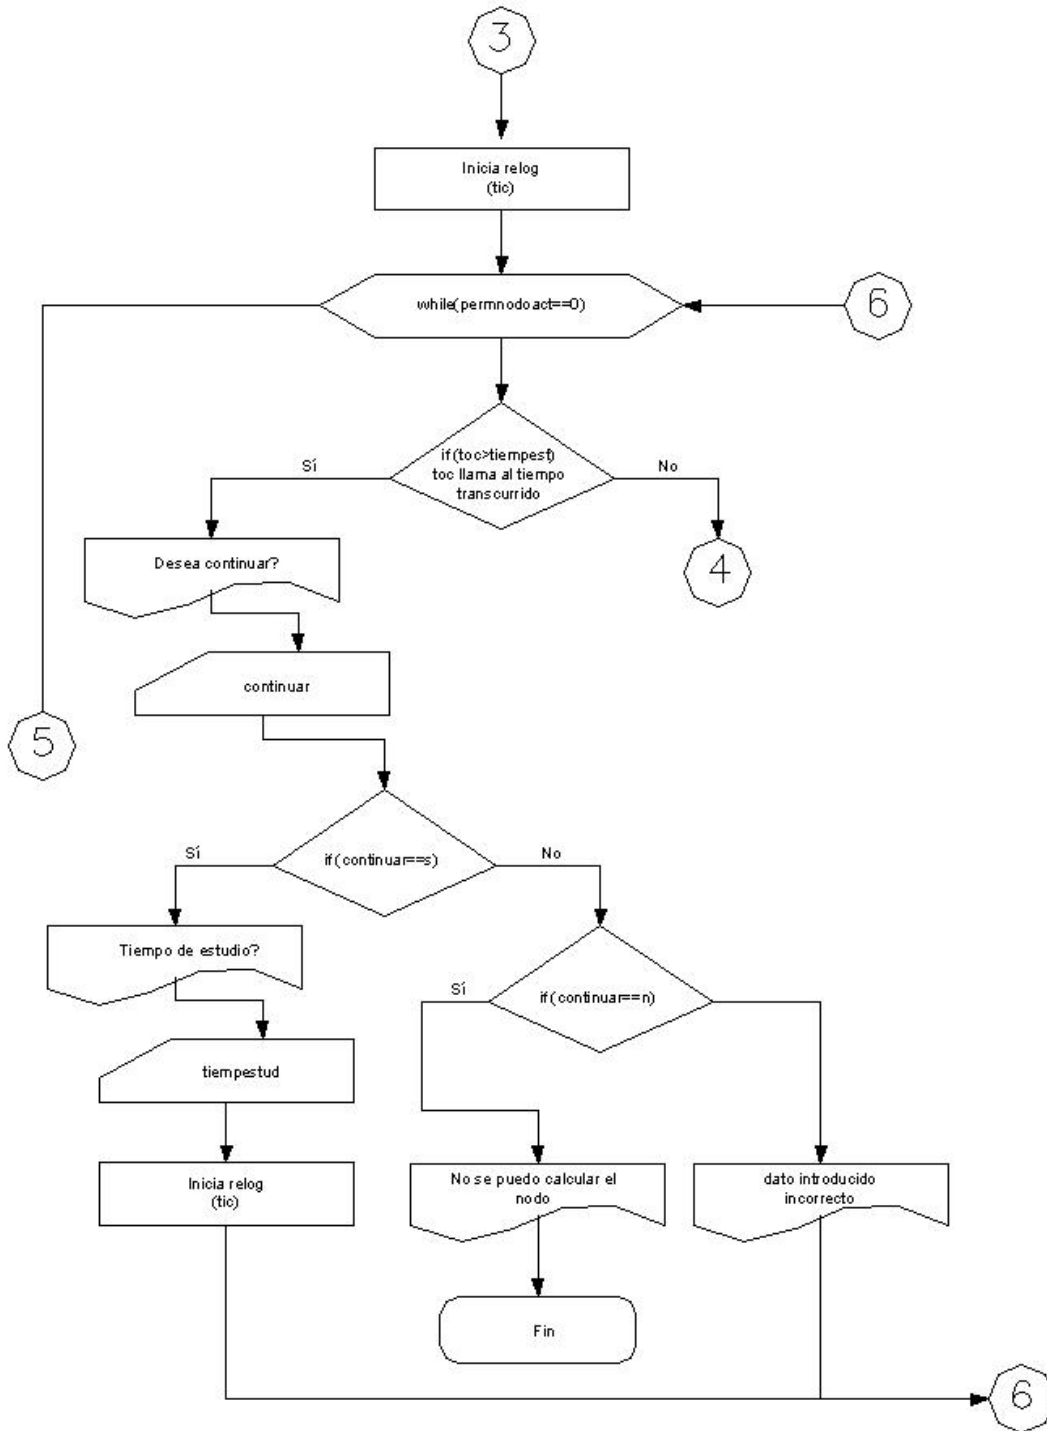 3
Inicia relog
(tic)
while(permnodoact==0)
6
if(toc>tiempest)
toc llama al tiempo
transcurrido
Sí
No
Desea continuar?
4
continuar
5
if(continuar==s)
Sí
No
Tiempo de estudio?
if(continuar==n)
Sí
tiempestud
Inicia relog
(tic)
No se puedo calcular el
nodo
dato introducido
incorrecto
Fin
6